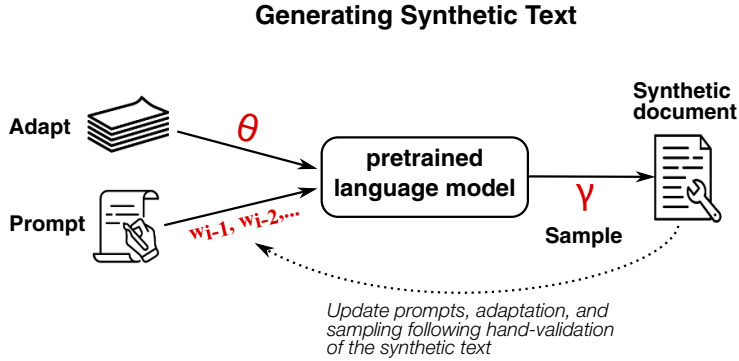 Generating Synthetic Text
Adapt
θ
Synthetic
document
pretrained
language model
γ
Prompt
wi-1, wi-2,...
Sample
Update prompts, adaptation, and
sampling following hand-validation
of the synthetic text